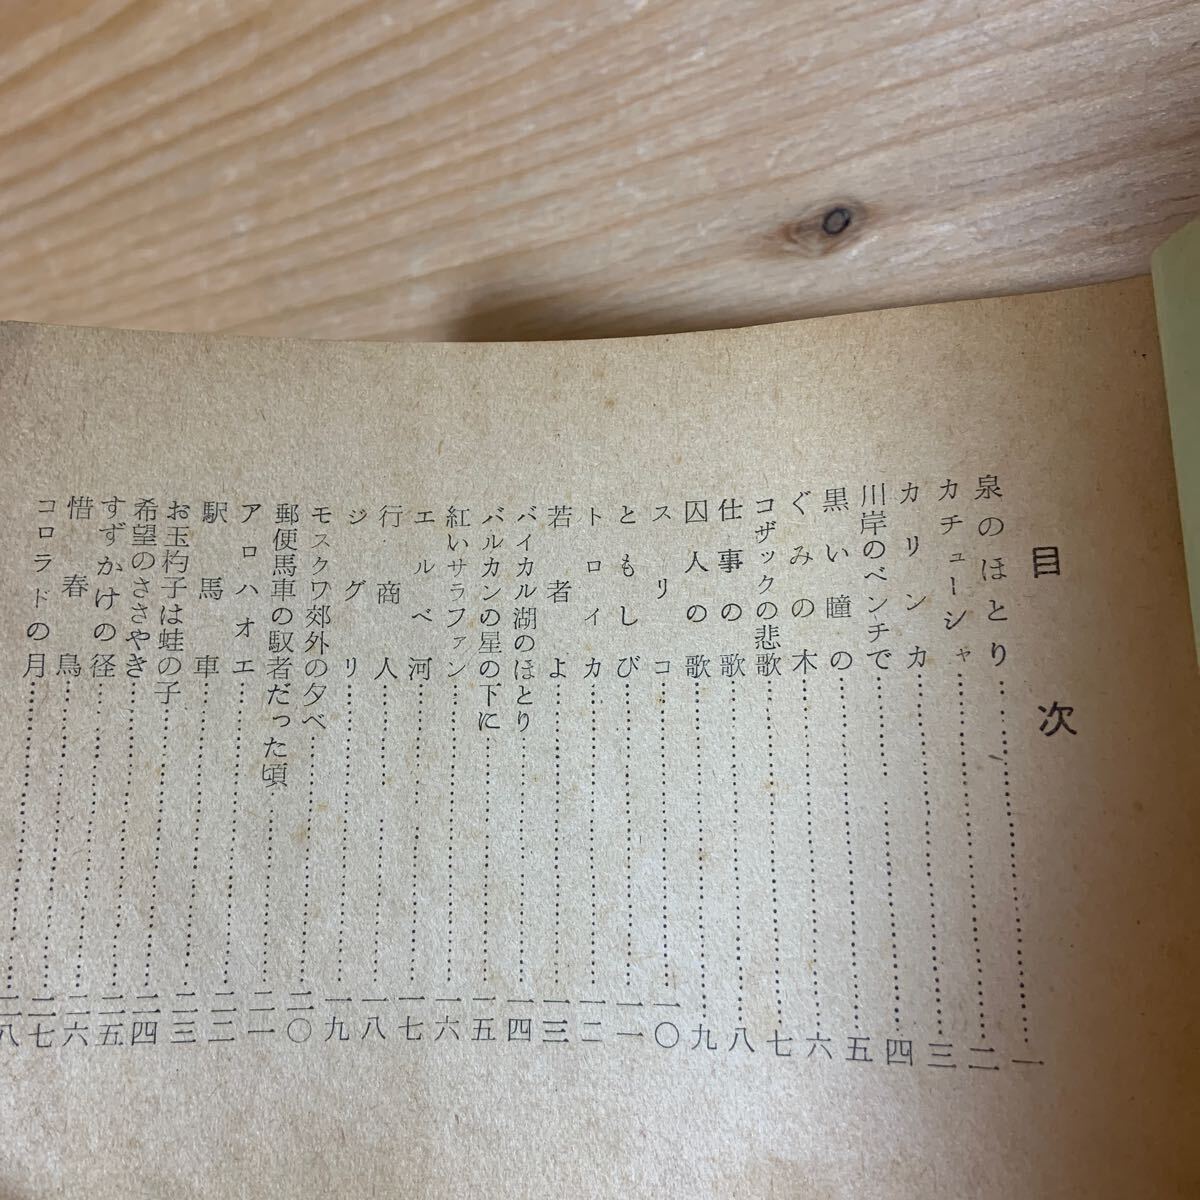 目次
泉のほとり……一
カチューシャ……二
カリンカ……三
川岸のベンチで……四
黒い瞳の……五
ぐみの木……六
コザックの悲歌……七
仕事の歌……八
囚人の歌……九
スリコ……一〇
ともしび……一一
トロイカ……一二
若者よ……一三
バイカル湖のほとり……一四
バルカンの星の下に……一五
紅いサラファン……一六
エルベ河……一七
行商人……一八
ジグリ……一九
モスクワ郊外の夕べ……二〇
郵便馬車の馭者だった頃……二一
アロハオエ……二二
駅馬車……二三
お玉杓子は蛙の子……二四
希望のささやき……二五
すずかけの径……二六
惜春鳥……二七
コロラドの月……二八